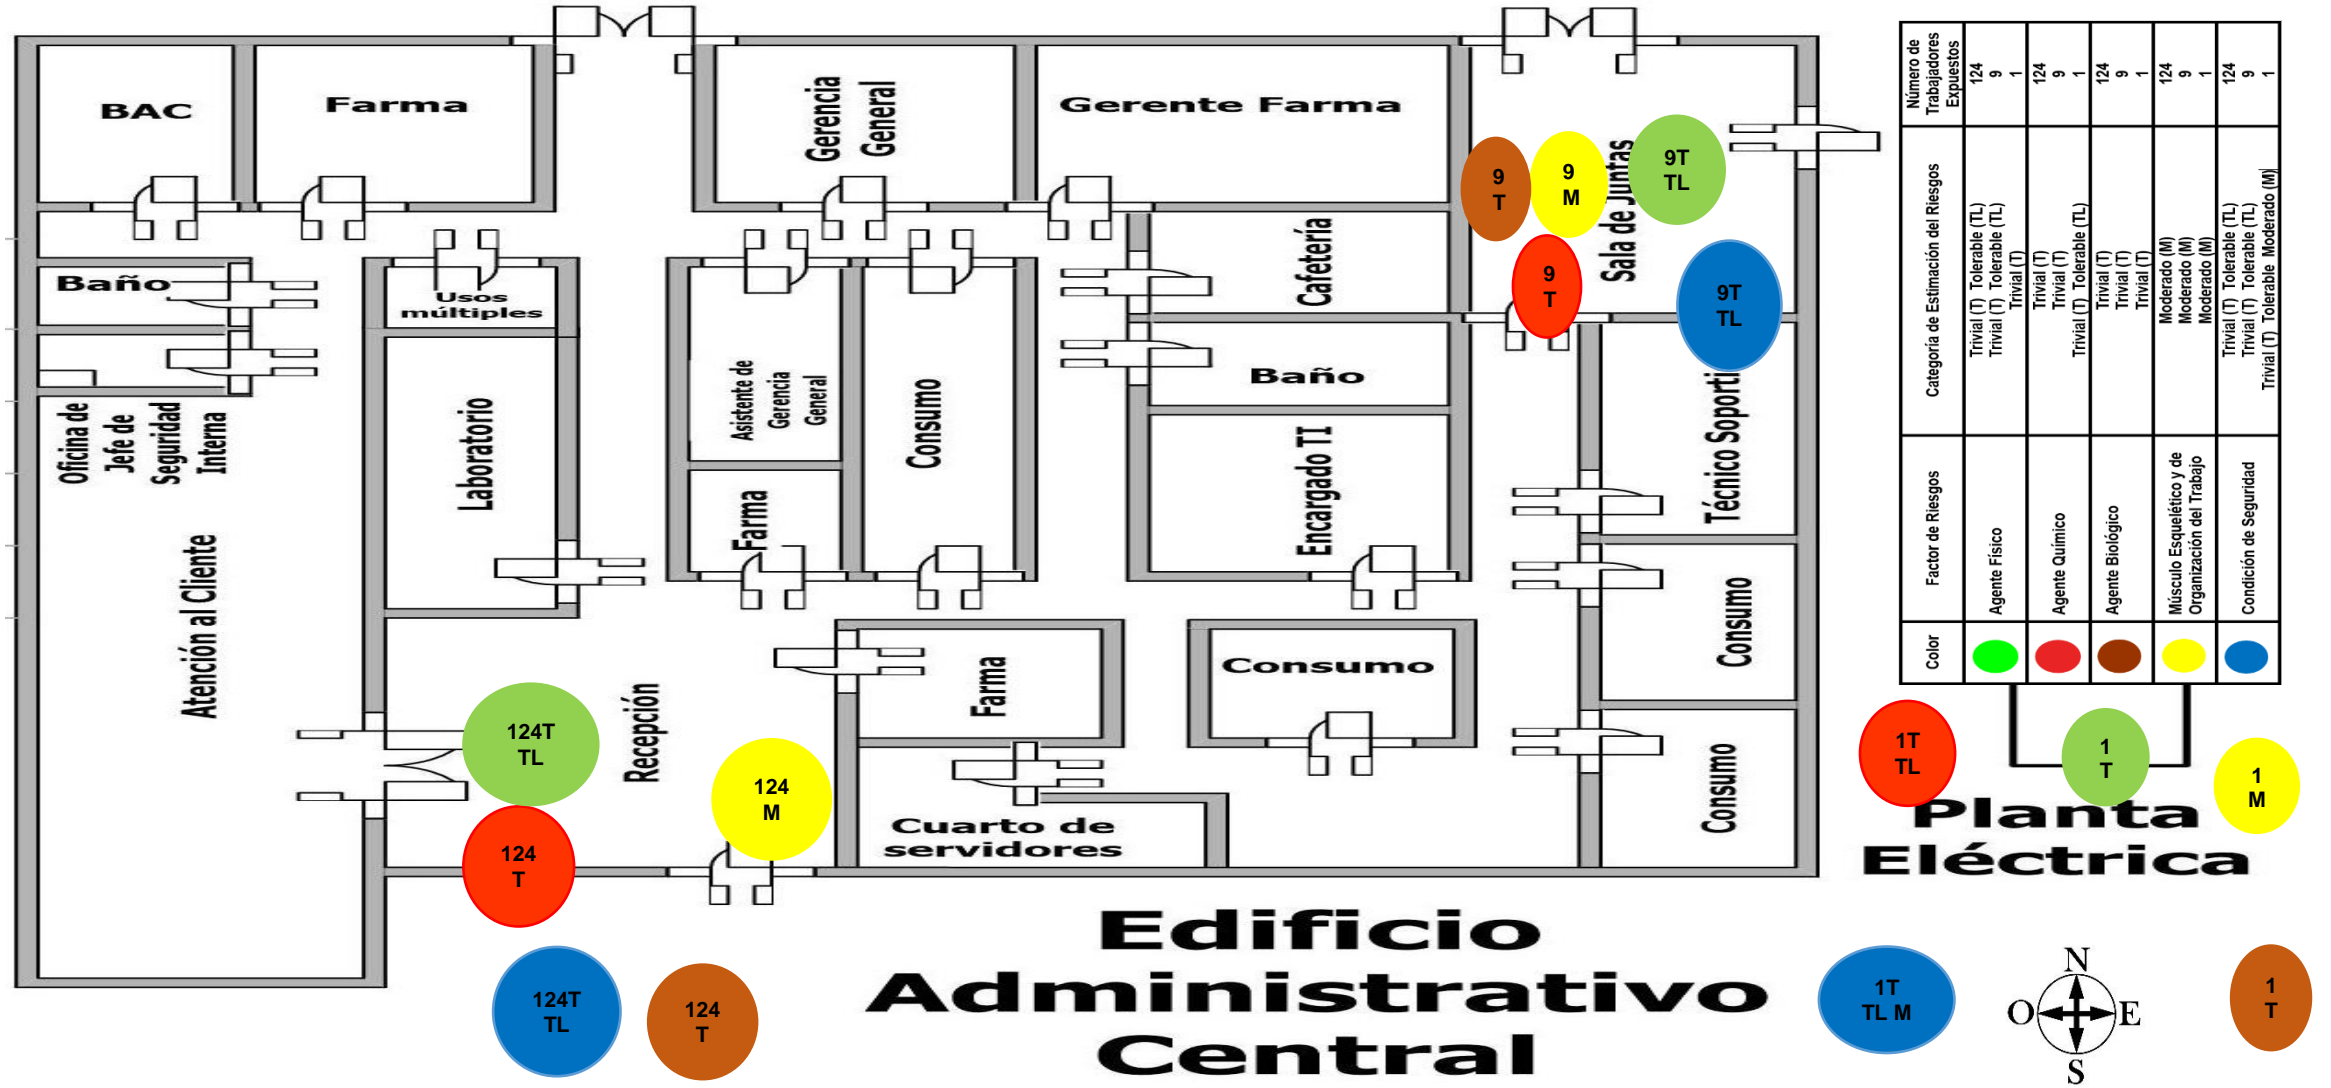 BAC
Farma
Gerencia
General
Gerente Farma
Sala de Juntas
9
T
9
M
9T
TL
9
T
9T
TL
Baño
Usos
múltiples
Cafetería
Baño
Oficina de
Jefe de
Seguridad
Interna
Laboratorio
Asistente de
Gerencia
General
Consumo
Farma
Encargado TI
Técnico Soporti
Atención al Cliente
Recepción
Farma
Consumo
Consumo
Consumo
Cuarto de
servidores
124T
TL
124
T
124
M
124T
TL
124
T
Edificio
Administrativo
Central
Número de
Trabajadores
Expuestos
124
9
1
124
9
1
124
9
1
124
9
1
124
9
1
Categoría de Estimación del Riesgos
Trivial (T) Tolerable (TL)
Trivial (T) Tolerable (TL)
Trivial (T)
Trivial (T)
Trivial (T)
Trivial (T) Tolerable (TL)
Trivial (T)
Trivial (T)
Trivial (T)
Moderado (M)
Moderado (M)
Moderado (M)
Trivial (T) Tolerable (TL)
Trivial (T) Tolerable (TL)
Trivial (T) Tolerable Moderado (M)
Factor de Riesgos
Agente Físico
Agente Químico
Agente Biológico
Músculo Esquelético y de
Organización del Trabajo
Condición de Seguridad
Color
1T
TL
1
T
1
M
Planta
Eléctrica
1T
TL M
N
O E
S
1
T